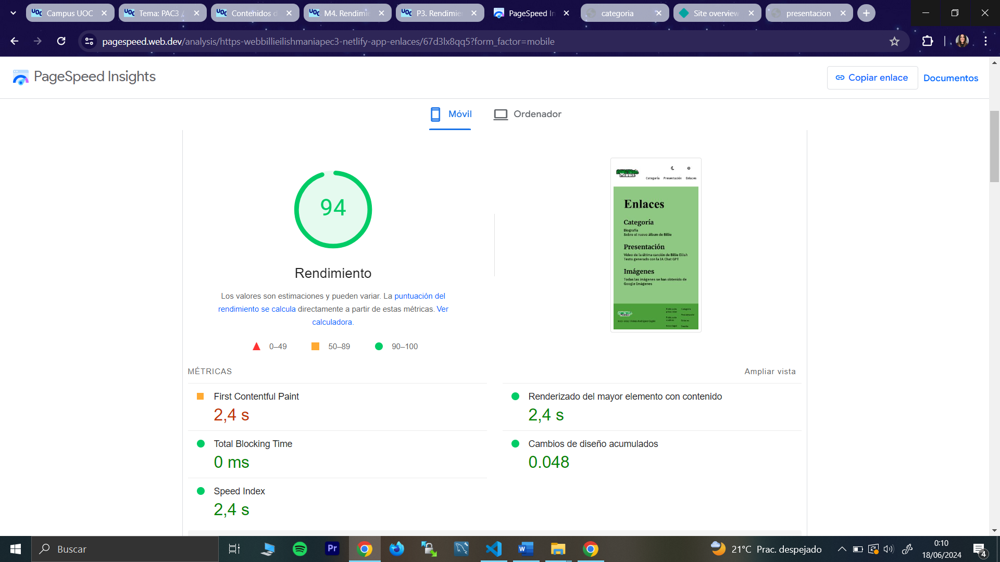 Campus UOC
Tema: PAC3 /
Contenidos d
M4. Rendimie
P3. Rendimie
PageSpeed In
categoria
Site overview
presentacion
pagespeed.web.dev/analysis/https-webbillieeilishmaniapec3-netlify-app-enlaces/67d3lx8qq5?form_factor=mobile
PageSpeed Insights
Copiar enlace
Documentos
Móvil
Ordenador
94
Rendimiento
Los valores son estimaciones y pueden variar. La puntuación del
rendimiento se calcula directamente a partir de estas métricas. Ver
calculadora.
0–49
50–89
90–100
Categoría Presentación Enlaces
Enlaces
Categoría
Biografía
Sobre el nuevo álbum de Billie
Presentación
Video de la última canción de Billie Eilish
Texto generado con la IA Chat GPT
Imágenes
Todas las imágenes se han obtenido de
Google Imágenes
MÉTRICAS
Ampliar vista
First Contentful Paint
2,4 s
Renderizado del mayor elemento con contenido
2,4 s
Total Blocking Time
0 ms
Cambios de diseño acumulados
0.048
Speed Index
2,4 s
Buscar
21°C Prac. despejado
0:10
18/06/2024
4